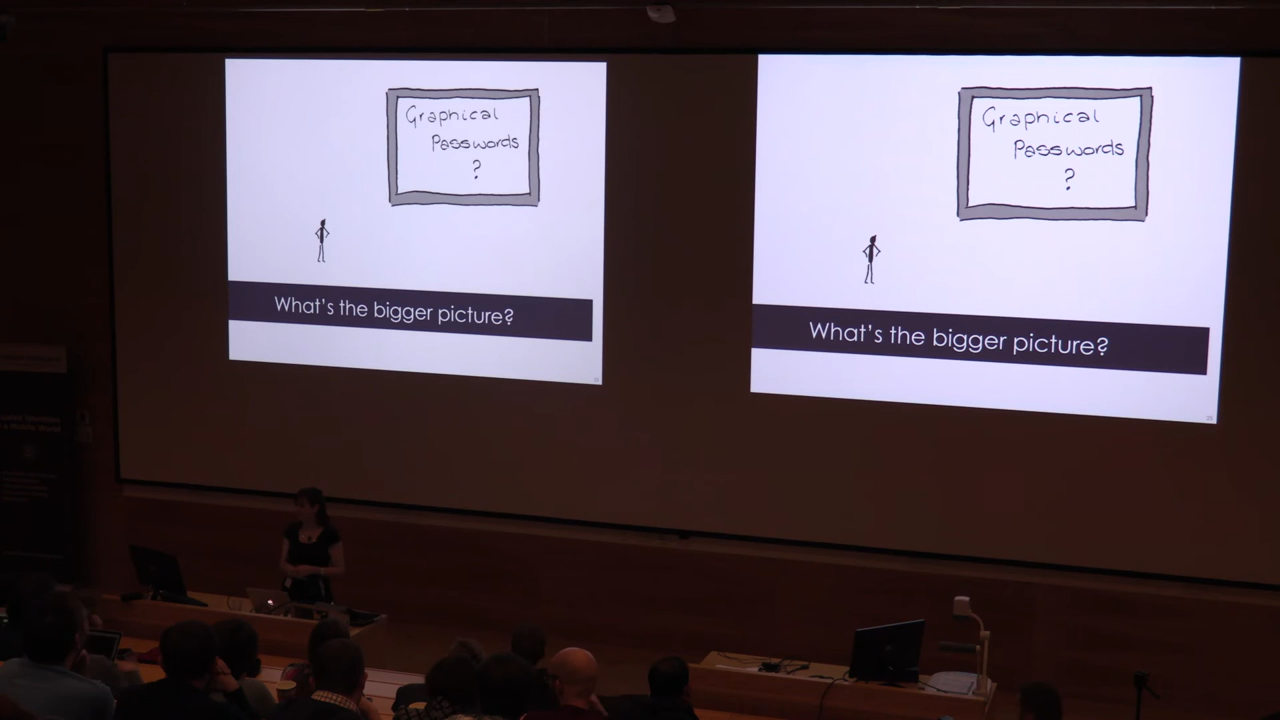 Graphical
Passwords
?
What's the bigger picture?
Graphical
Passwords
?
What's the bigger picture?